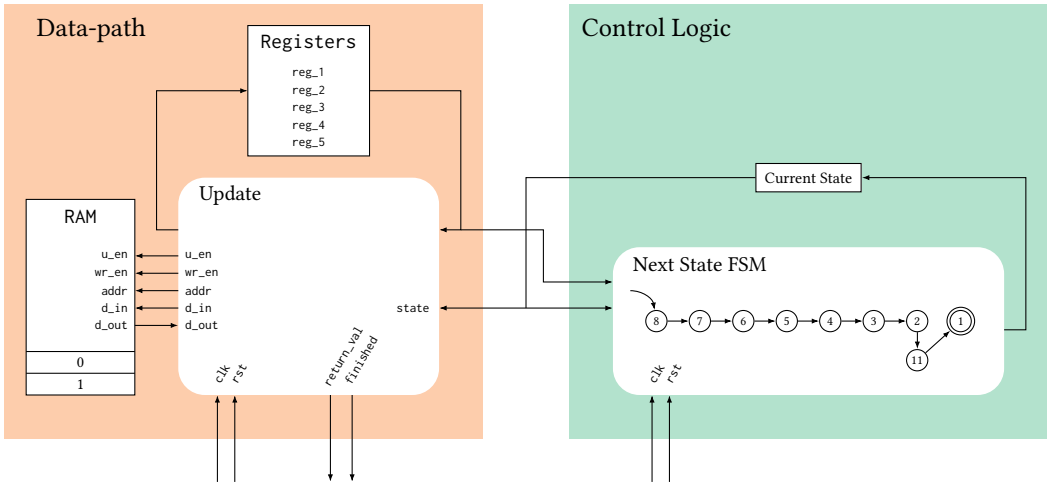 Data-path
Registers
reg_1
reg_2
reg_3
reg_4
reg_5
Update
RAM
u_en
wr_en
addr
d_in
d_out
0
1
u_en
wr_en
addr
d_in
d_out
state
clk
rst
return_val
finished
Control Logic
Current State
Next State FSM
8
7
6
5
4
3
2
11
1
clk
rst